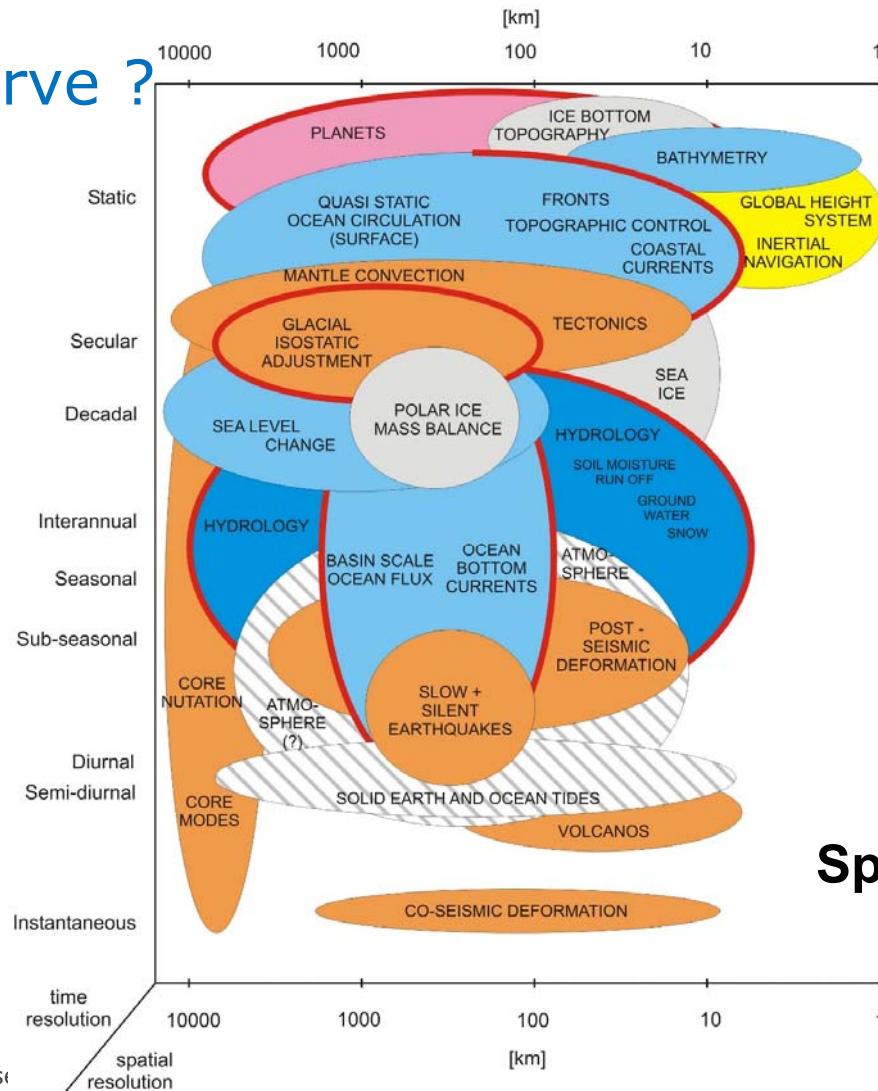 [km]
10000 1000 100 10 1
rve ?
PLANETS
ICE BOTTOM
TOPOGRAPHY
BATHYMETRY
Static
QUASI STATIC
OCEAN CIRCULATION
(SURFACE)
FRONTS
TOPOGRAPHIC CONTROL
COASTAL
CURRENTS
GLOBAL HEIGHT
SYSTEM
INERTIAL
NAVIGATION
MANTLE CONVECTION
Secular
GLACIAL
ISOSTATIC
ADJUSTMENT
TECTONICS
SEA
ICE
Decadal
SEA LEVEL
CHANGE
POLAR ICE
MASS BALANCE
HYDROLOGY
SOIL MOISTURE
RUN OFF
GROUND
WATER
SNOW
Interannual
HYDROLOGY
Seasonal
BASIN SCALE
OCEAN FLUX
OCEAN
BOTTOM
CURRENTS
ATMO-
SPHERE
Sub-seasonal
POST -
SEISMIC
DEFORMATION
CORE
NUTATION
ATMO-
SPHERE
(?)
SLOW +
SILENT
EARTHQUAKES
Diurnal
Semi-diurnal
CORE
MODES
SOLID EARTH AND OCEAN TIDES
VOLCANOS
Sp
Instantaneous
CO-SEISMIC DEFORMATION
time
resolution
10000 1000 100 10 1
[km]
spatial
resolution